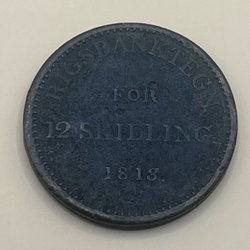 RIGSBANKTEGN
FOR
12 SKILLING.
1813.